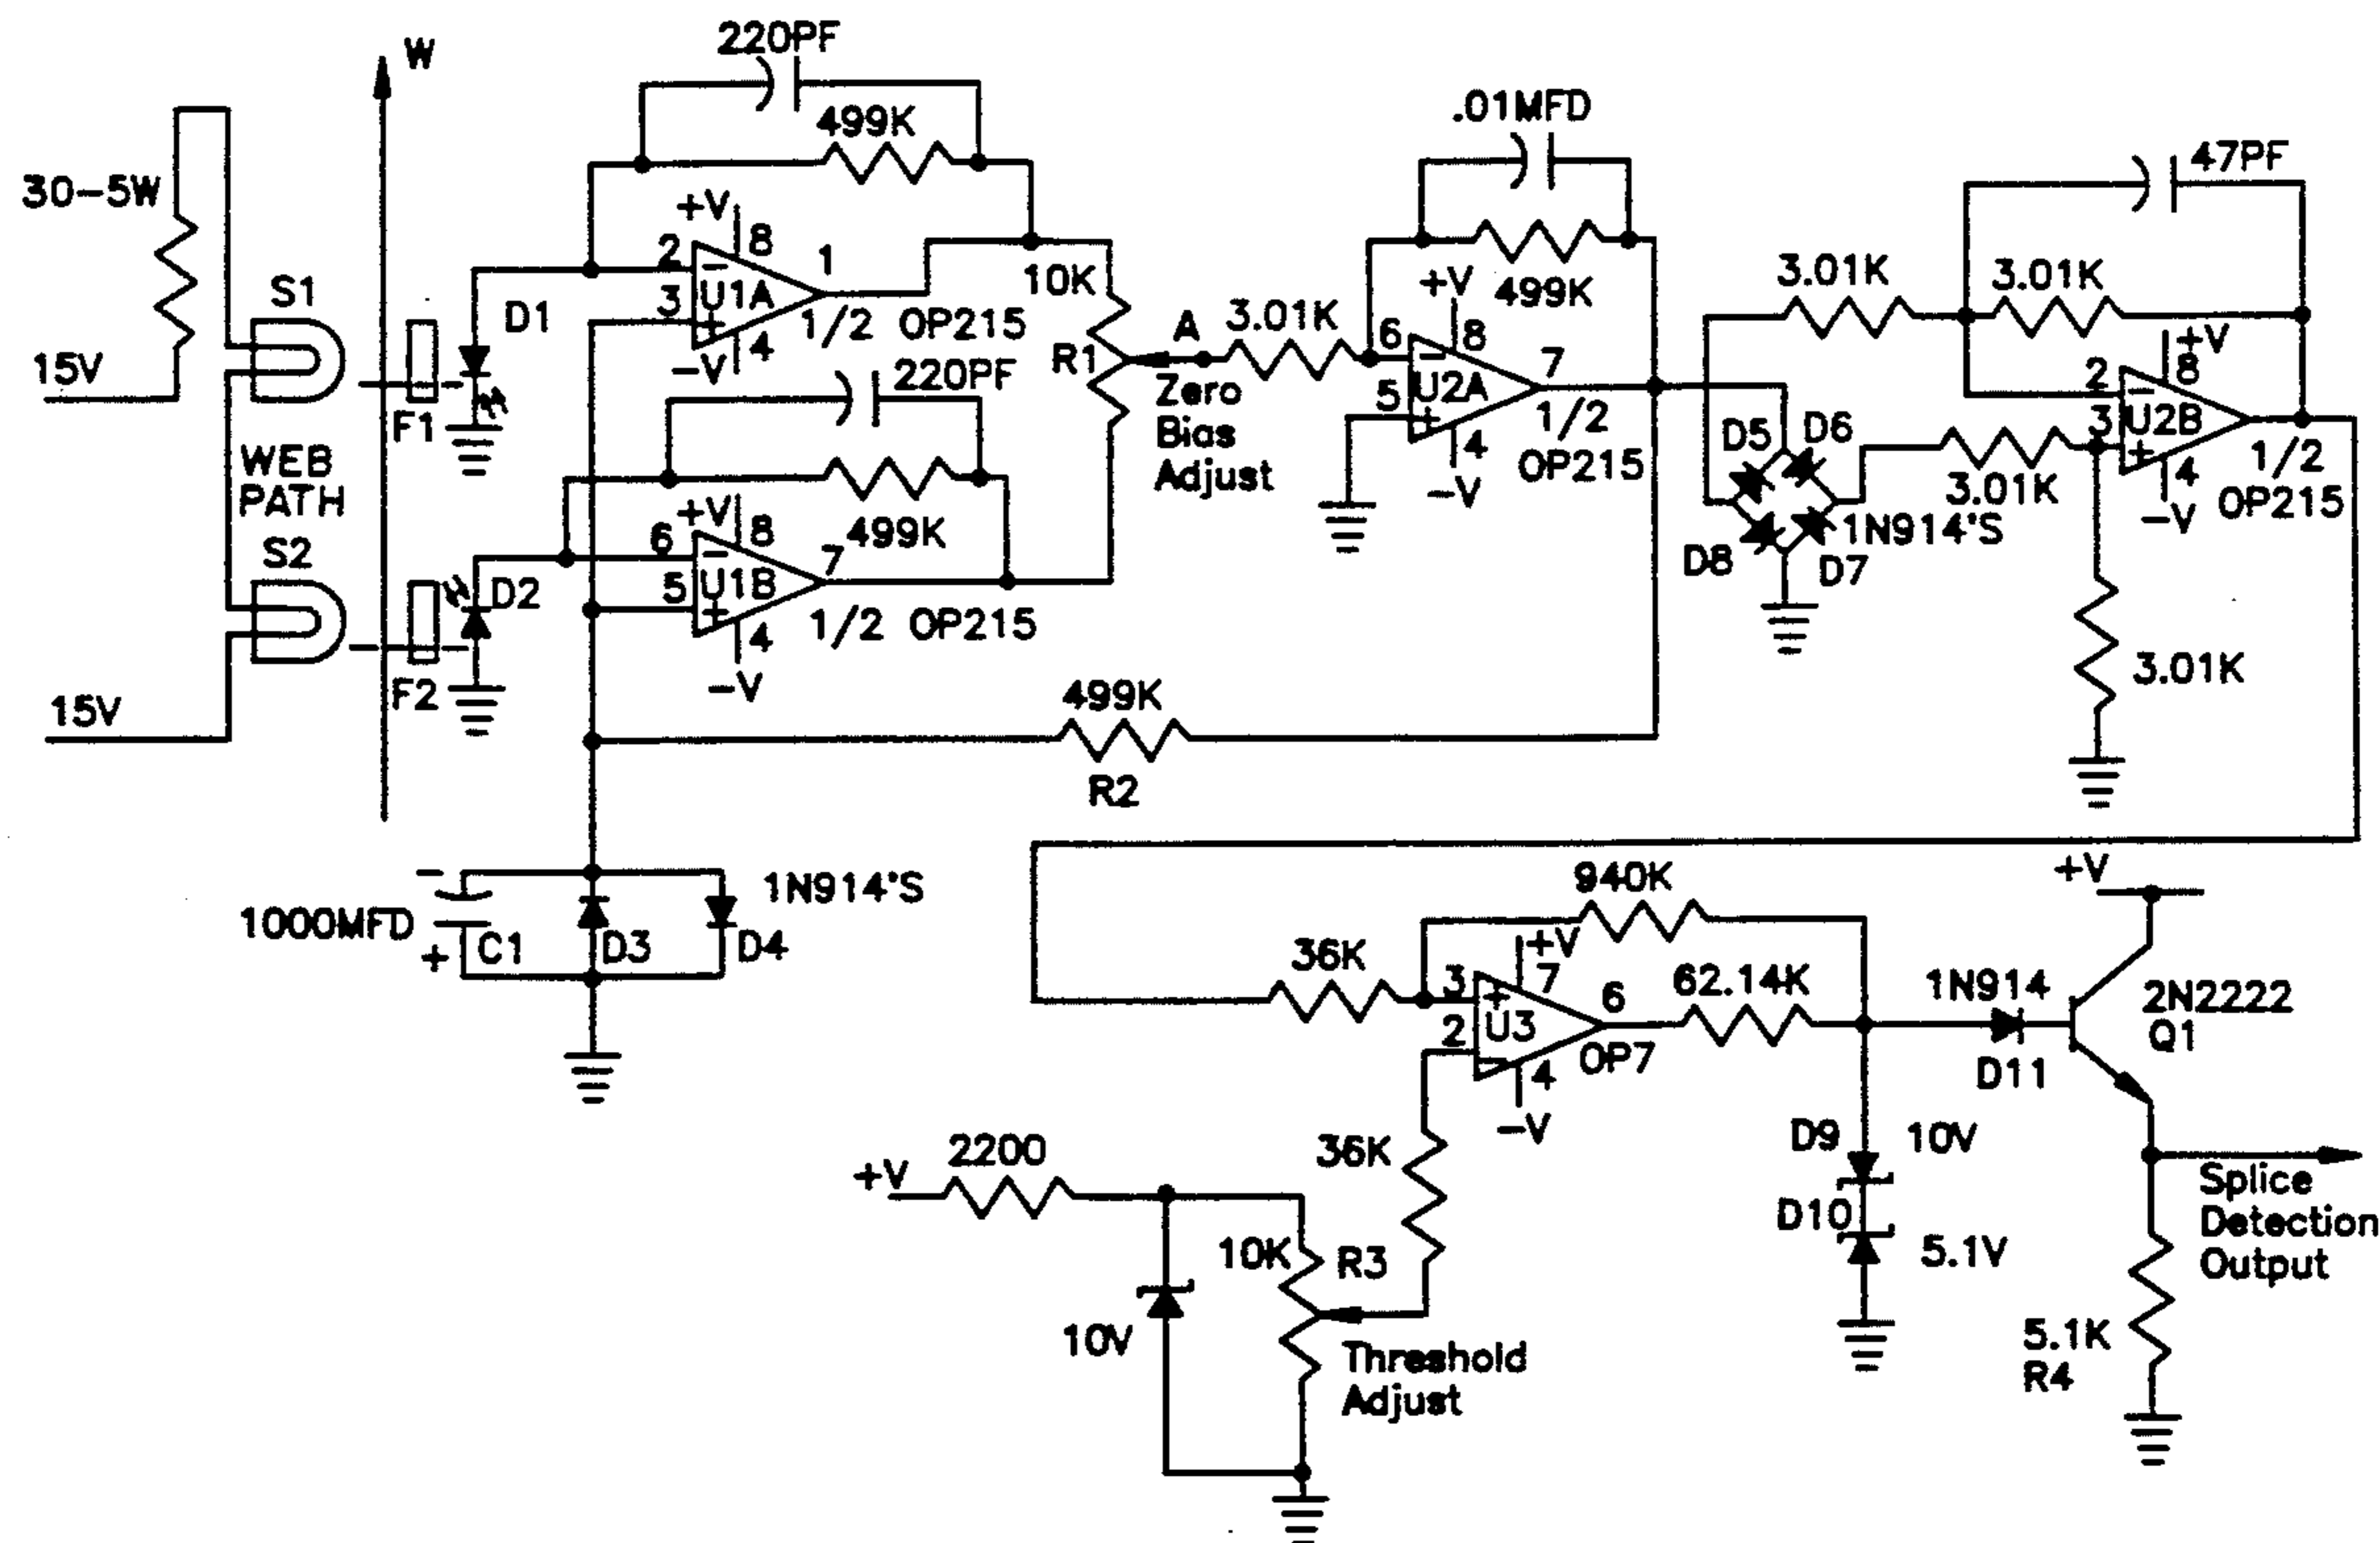 W
220PF
499K
.01MFD
47PF
30-5W
+V
8
2
1
3
U1A
1/2 OP215
4
-V
S1
D1
15V
F1
10K
R1
A
3.01K
Zero
Bias
Adjust
499K
+V
8
6
7
5
U2A
1/2
OP215
4
-V
3.01K
3.01K
+V
8
2
3
U2B
1/2
OP215
4
-V
D5
D6
D8
D7
1N914'S
3.01K
3.01K
220PF
WEB
PATH
499K
+V
8
6
7
5
U1B
1/2 OP215
4
-V
S2
D2
F2
15V
499K
R2
-
1000MFD
+
C1
D3
D4
1N914'S
940K
36K
+V
7
3
6
2
U3
OP7
4
-V
62.14K
1N914
D11
+V
2N2222
Q1
D9
10V
D10
5.1V
36K
+V
2200
10K
R3
10V
Threshold
Adjust
Splice
Detection
Output
5.1K
R4